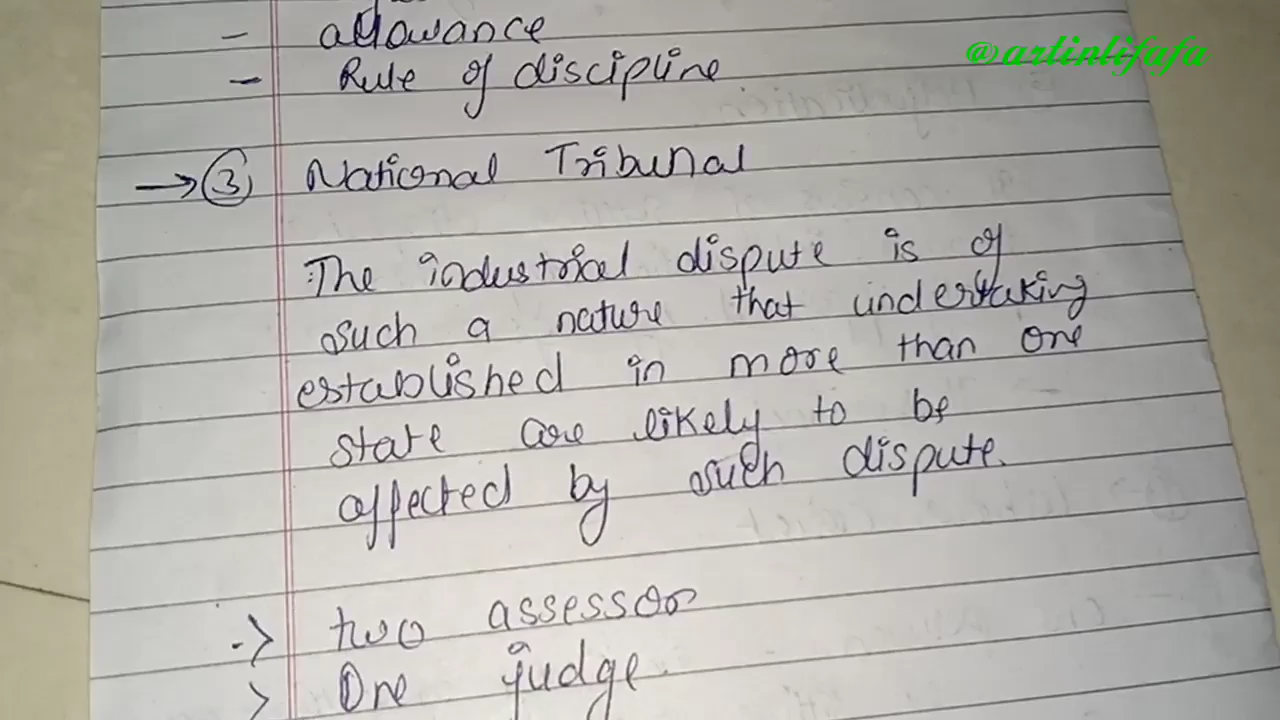 - allowance
@artinlifafa
- Rule of discipline
→ 3 National Tribunal
The industrial dispute is of
such a nature that undertaking
established in more than one
state are likely to be
affected by such dispute.
-> two assessor
> One judge.